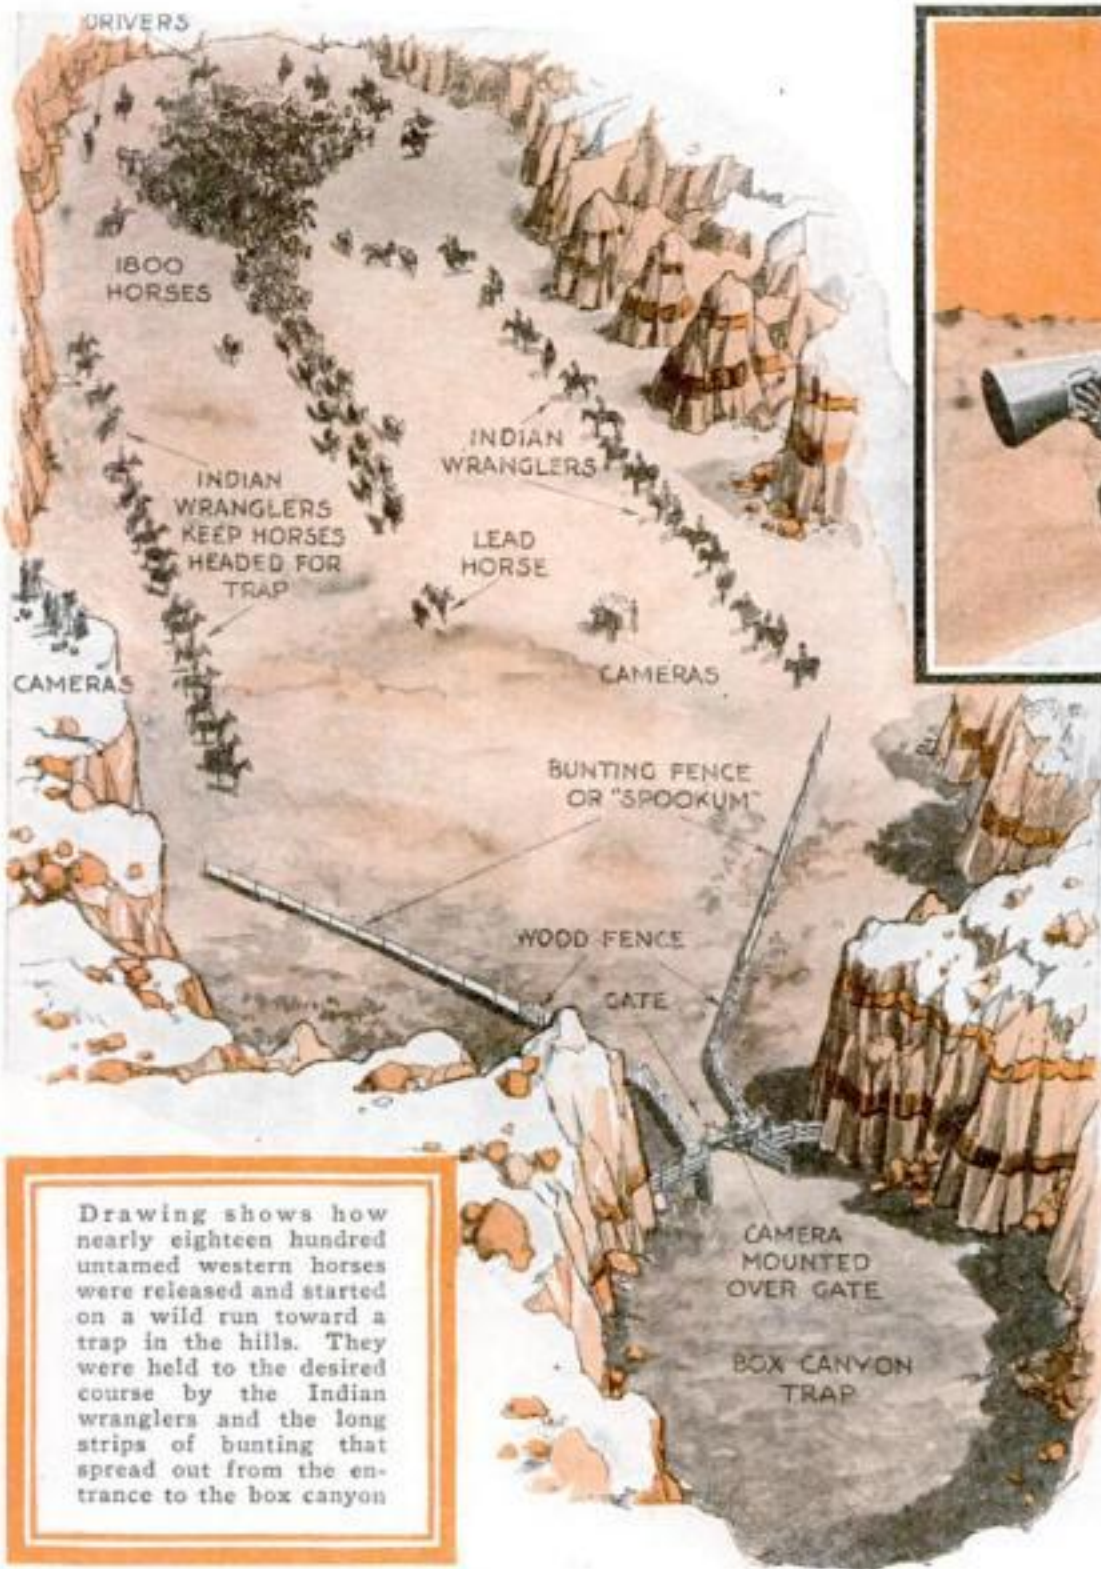 DRIVERS
1800
HORSES
INDIAN
WRANGLERS
INDIAN
WRANGLERS
KEEP HORSES
HEADED FOR
TRAP
LEAD
HORSE
CAMERAS
CAMERAS
BUNTING FENCE
OR "SPOOKUM"
WOOD FENCE
GATE
CAMERA
MOUNTED
OVER GATE
BOX CANYON
TRAP
Drawing shows how
nearly eighteen hundred
untamed western horses
were released and started
on a wild run toward a
trap in the hills. They
were held to the desired
course by the Indian
wranglers and the long
strips of bunting that
spread out from the en-
trance to the box canyon